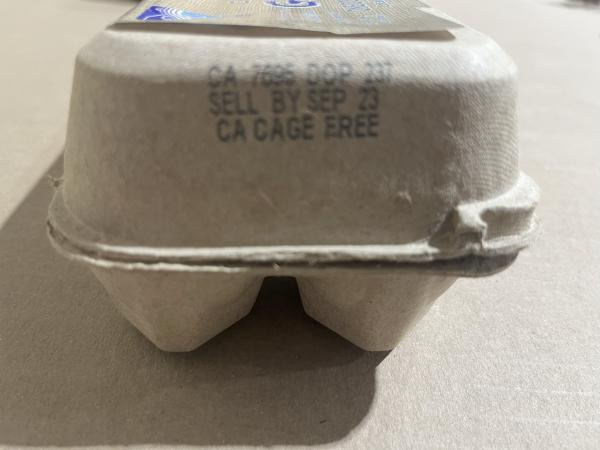 CA 7695 DOP 237
SELL BY SEP 23
CA CAGE FREE